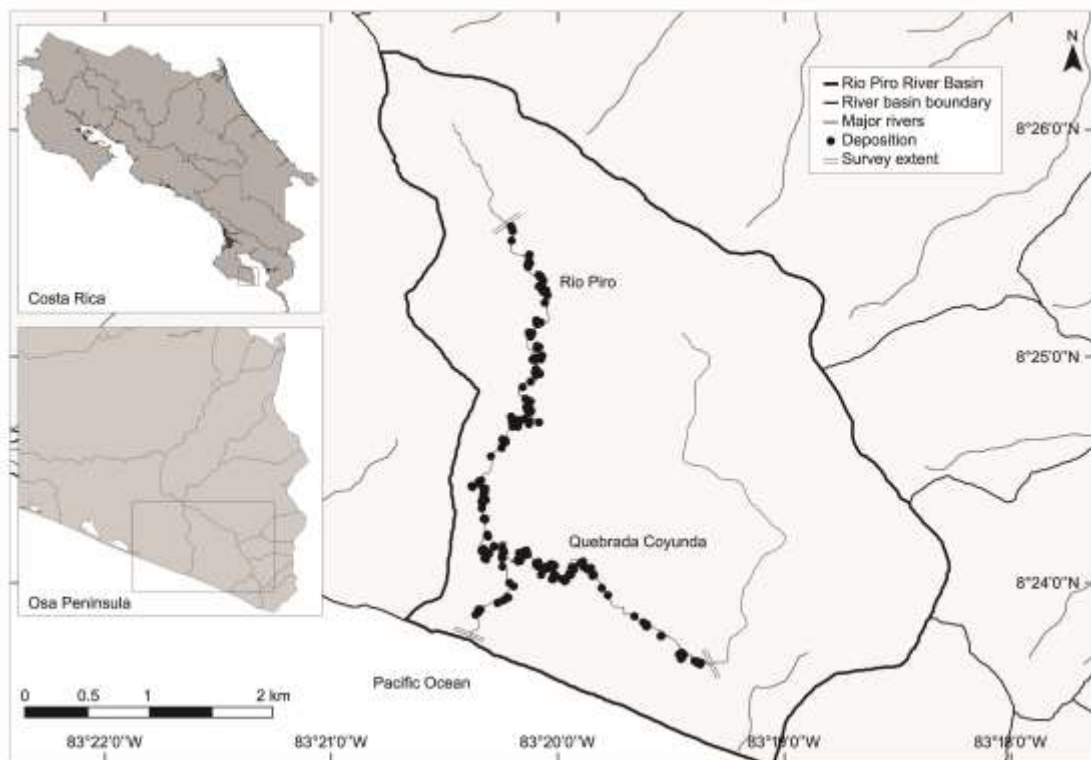 N
Rio Piro River Basin
River basin boundary
Major rivers
Deposition
Survey extent
8°26'0"N
Costa Rica
Rio Piro
8°25'0"N
Quebrada Coyunda
8°24'0"N
Osa Peninsula
Pacific Ocean
0 0.5 1 2 km
83°22'0"W 83°21'0"W 83°20'0"W 83°19'0"W 83°18'0"W